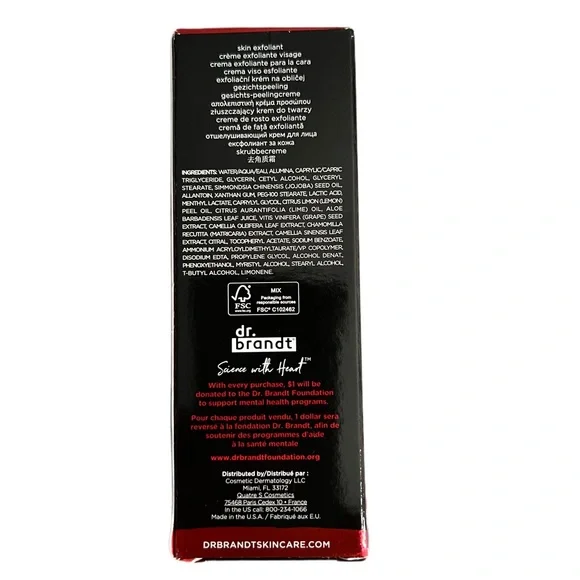 skin exfoliant
crème exfoliante visage
crema exfoliante para la cara
crema viso esfoliante
exfoliační krém na obličej
gezichtspeeling
gesichts-peelingcreme
απολεπιστική κρέμα προσώπου
złuszczający krem do twarzy
creme de rosto exfoliante
cremă de față exfoliantă
отшелушивающий крем для лица
ексфолиант за кожа
skrubbecreme
去角质霜
INGREDIENTS: WATER/AQUA/EAU, ALUMINA, CAPRYLIC/CAPRIC
TRIGLYCERIDE, GLYCERIN, CETYL ALCOHOL, GLYCERYL
STEARATE, SIMMONDSIA CHINENSIS (JOJOBA) SEED OIL,
ALLANTOIN, XANTHAN GUM, PEG-100 STEARATE, LACTIC ACID,
MENTHYL LACTATE, CAPRYLYL GLYCOL, CITRUS LIMON (LEMON)
PEEL OIL, CITRUS AURANTIFOLIA (LIME) OIL, ALOE
BARBADENSIS LEAF JUICE, VITIS VINIFERA (GRAPE) SEED
EXTRACT, CAMELLIA OLEIFERA LEAF EXTRACT, CHAMOMILLA
RECUTITA (MATRICARIA) EXTRACT, CAMELLIA SINENSIS LEAF
EXTRACT, CITRAL, TOCOPHERYL ACETATE, SODIUM BENZOATE,
AMMONIUM ACRYLOYLDIMETHYLTAURATE/VP COPOLYMER,
DISODIUM EDTA, PROPYLENE GLYCOL, ALCOHOL DENAT.,
PHENOXYETHANOL, MYRISTYL ALCOHOL, STEARYL ALCOHOL,
T-BUTYL ALCOHOL, LIMONENE.
FSC
www.fsc.org
MIX
Packaging from
responsible sources
FSC® C102462
dr.
brandt
Science with Heart™
With every purchase, $1 will be
donated to the Dr. Brandt Foundation
to support mental health programs.
Pour chaque produit vendu, 1 dollar sera
reversé à la fondation Dr. Brandt, afin de
soutenir des programmes d'aide
à la santé mentale
www.drbrandtfoundation.org
Distributed by/Distribué par :
Cosmetic Dermatology LLC
Miami, FL 33172
Quatre S Cosmetics
75468 Paris Cedex 10 • France
In the US call: 800-234-1066
Made in the U.S.A. / Fabriqué aux E.U.
DRBRANDTSKINCARE.COM